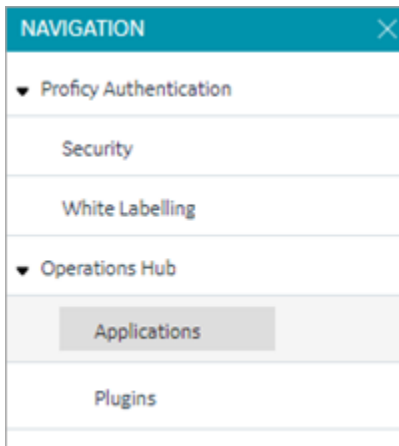 NAVIGATION
Proficy Authentication
Security
White Labelling
Operations Hub
Applications
Plugins